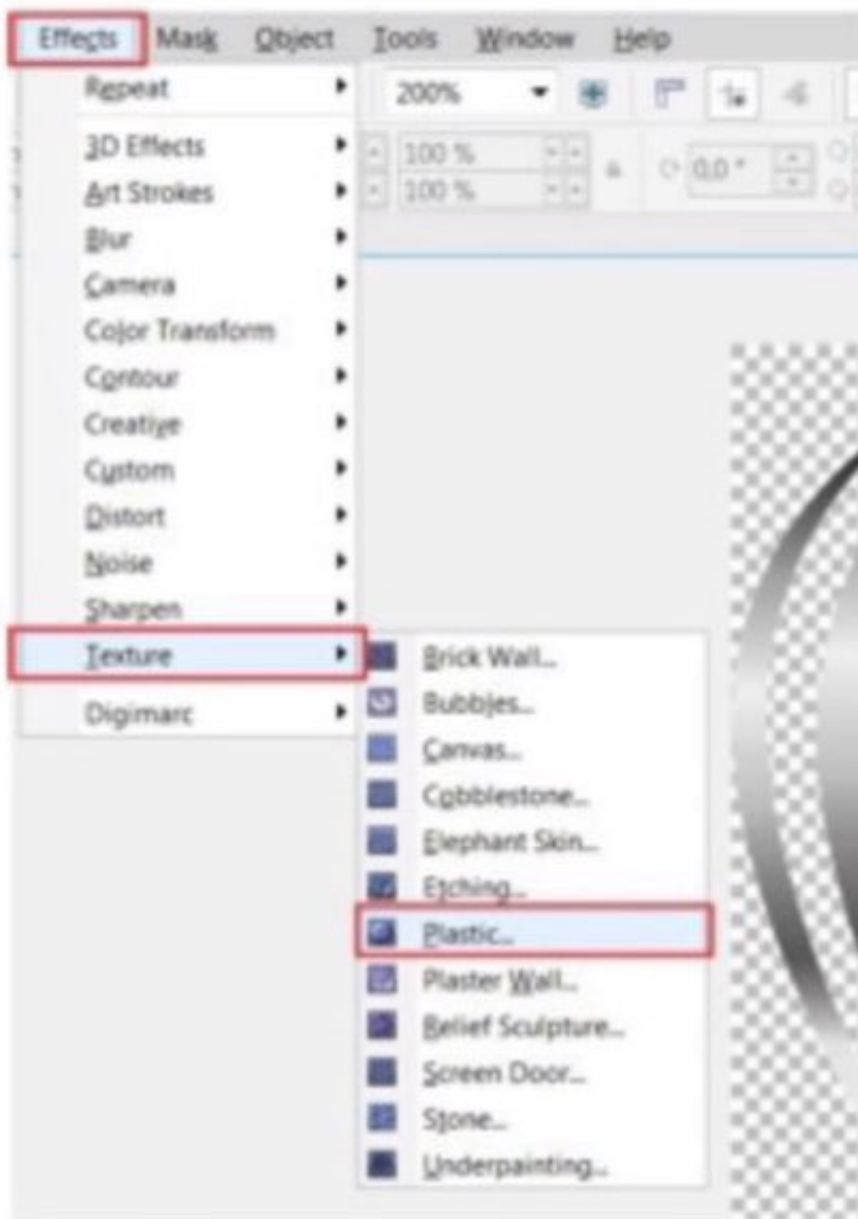 Effects Mask Object Tools Window Help
Repeat
200%
3D Effects
100 %
0,0 °
Art Strokes
100 %
Blur
Camera
Color Transform
Contour
Creative
Custom
Distort
Noise
Sharpen
Texture
Digimarc
Brick Wall...
Bubbles...
Canvas...
Cobblestone...
Elephant Skin...
Etching...
Plastic...
Plaster Wall...
Relief Sculpture...
Screen Door...
Stone...
Underpainting...